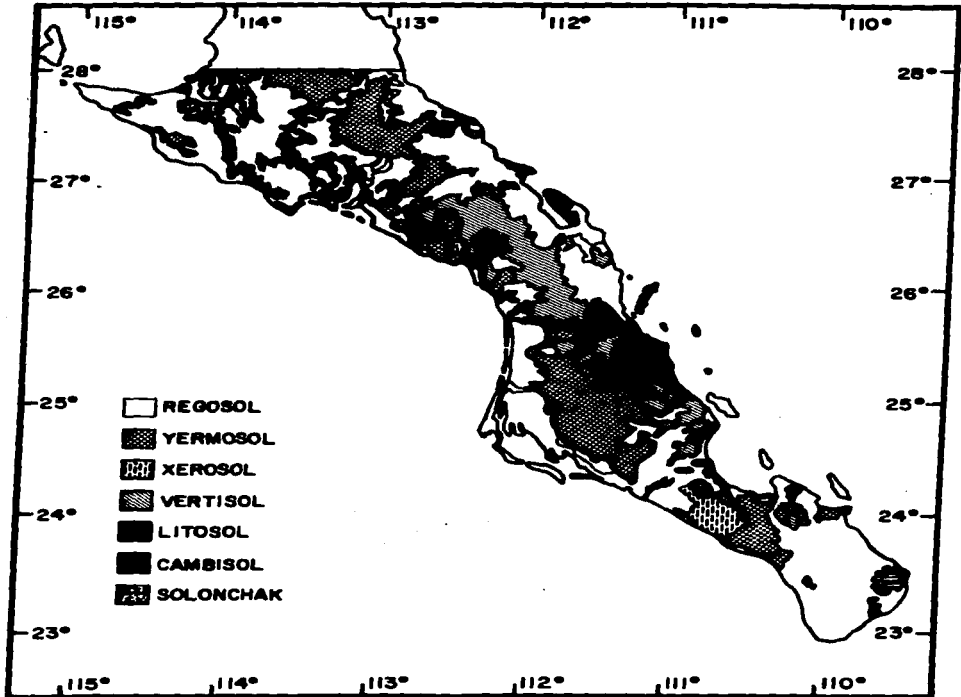 115° 114° 113° 112° 111° 110°
28° 28°
27° 27°
26° 26°
25° 25°
REGOSOL
YERMOSOL
XEROSOL
VERTISOL
LITOSOL
CAMBISOL
SOLONCHAK
24° 24°
23° 23°
115° 114° 113° 112° 111° 110°